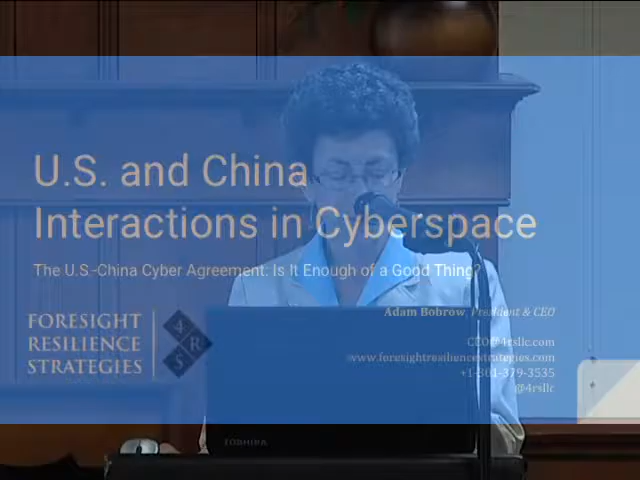 U.S. and China
Interactions in Cyberspace
The U.S.-China Cyber Agreement: Is It Enough of a Good Thing?
FORESIGHT
RESILIENCE
STRATEGIES
4
R
S
Adam Bobrow, President & CEO
CEO@4rsllc.com
www.foresightresiliencestrategies.com
+1-301-379-3535
@4rsllc
TOSHIBA